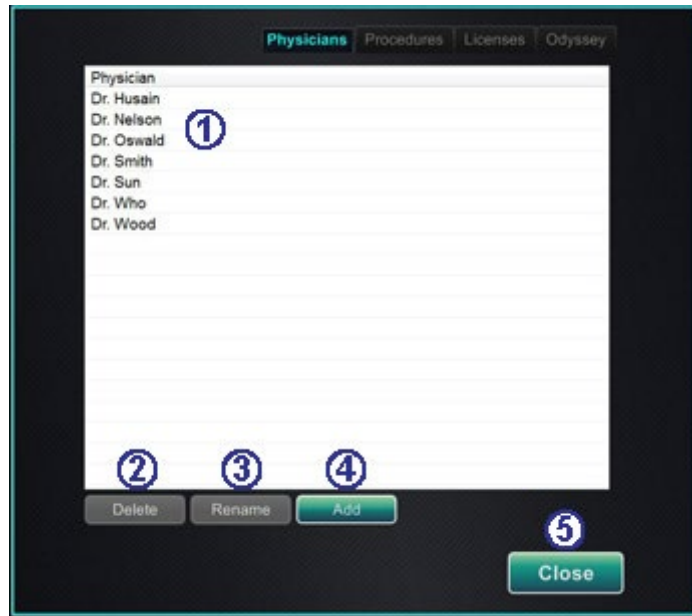 Physicians Procedures Licenses Odyssey
Physician
Dr. Husain
Dr. Nelson
1
Dr. Oswald
Dr. Smith
Dr. Sun
Dr. Who
Dr. Wood
2 3 4
Delete Rename Add
5
Close